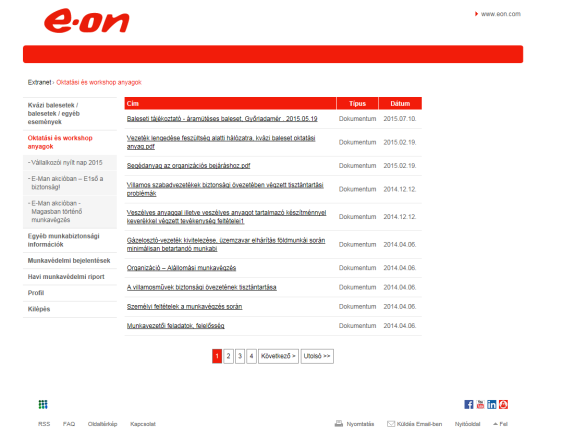 e·on
www.eon.com
Extranet › Oktatási és workshop anyagok
Kvázi balesetek /
balesetek / egyéb
események
Oktatási és workshop
anyagok
- Vállalkozói nyílt nap 2015
- E-Man akcióban – E1ső a
biztonság!
- E-Man akcióban -
Magasban történő
munkavégzés
Egyéb munkabiztonsági
információk
Munkavédelmi bejelentések
Havi munkavédelmi riport
Profil
Kilépés
Cím Típus Dátum
Baleseti tájékoztató - áramütéses baleset, Győrladamér , 2015.05.19 Dokumentum 2015.07.10.
Vezeték lengedése feszültség alatti hálózatra, kvázi baleset oktatási
anyag.pdf Dokumentum 2015.02.19.
Segédanyag az organizációs bejáráshoz.pdf Dokumentum 2015.02.19.
Villamos szabadvezetékek biztonsági övezetében végzett tisztántartási
problémák Dokumentum 2014.12.12.
Veszélyes anyaggal illetve veszélyes anyagot tartalmazó készítménnyel
keverékkel végzett tevékenység feltételei1 Dokumentum 2014.12.12.
Gázelosztó-vezeték kivitelezése, üzemzavar elhárítás földmunkái során
minimálisan betartandó munkabi Dokumentum 2014.04.06.
Organizáció – Alállomási munkavégzés Dokumentum 2014.04.06.
A villamosművek biztonsági övezetének tisztántartása Dokumentum 2014.04.06.
Személyi feltételek a munkavégzés során Dokumentum 2014.04.06.
Munkavezetői feladatok, felelősség Dokumentum 2014.04.06.
1 2 3 4 Következő > Utolsó >>
RSS FAQ Oldaltérkép Kapcsolat
Nyomtatás Küldés Email-ben Nyitóoldal Fel